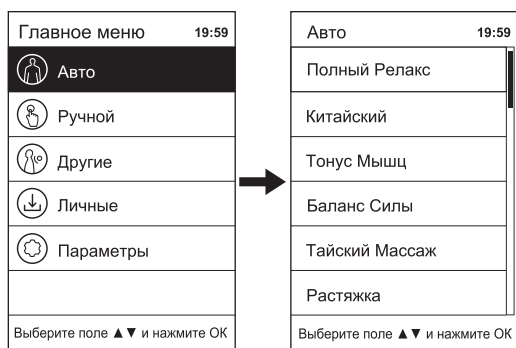 Главное меню 19:59
Авто
Ручной
Другие
Личные
Параметры
Выберите поле ▲▼ и нажмите ОК
Авто 19:59
Полный Релакс
Китайский
Тонус Мышц
Баланс Силы
Тайский Массаж
Растяжка
Выберите поле ▲▼ и нажмите ОК